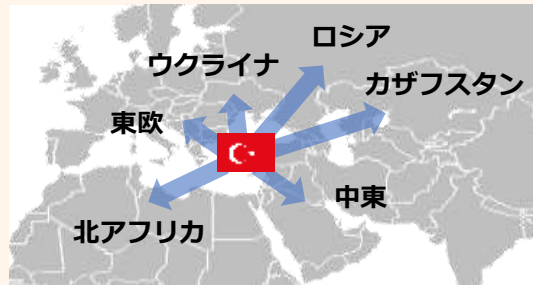 ロシア
ウクライナ
カザフスタン
東欧
中東
北アフリカ